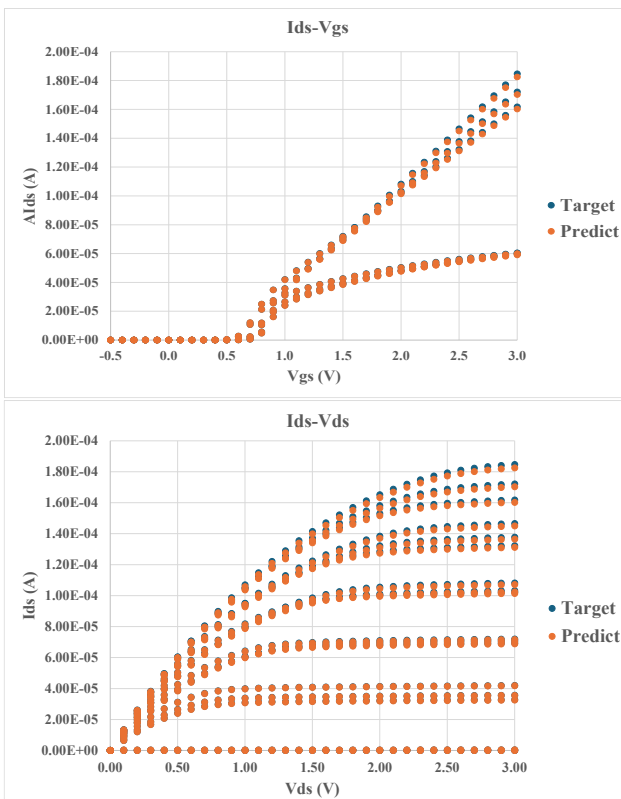 Ids-Vgs
2.00E-04
1.80E-04
1.60E-04
1.40E-04
1.20E-04
1.00E-04
8.00E-05
6.00E-05
4.00E-05
2.00E-05
0.00E+00
AIds (A)
-0.5 0.0 0.5 1.0 1.5 2.0 2.5 3.0
Vgs (V)
Target
Predict
Ids-Vds
2.00E-04
1.80E-04
1.60E-04
1.40E-04
1.20E-04
1.00E-04
8.00E-05
6.00E-05
4.00E-05
2.00E-05
0.00E+00
Ids (A)
0.00 0.50 1.00 1.50 2.00 2.50 3.00
Vds (V)
Target
Predict